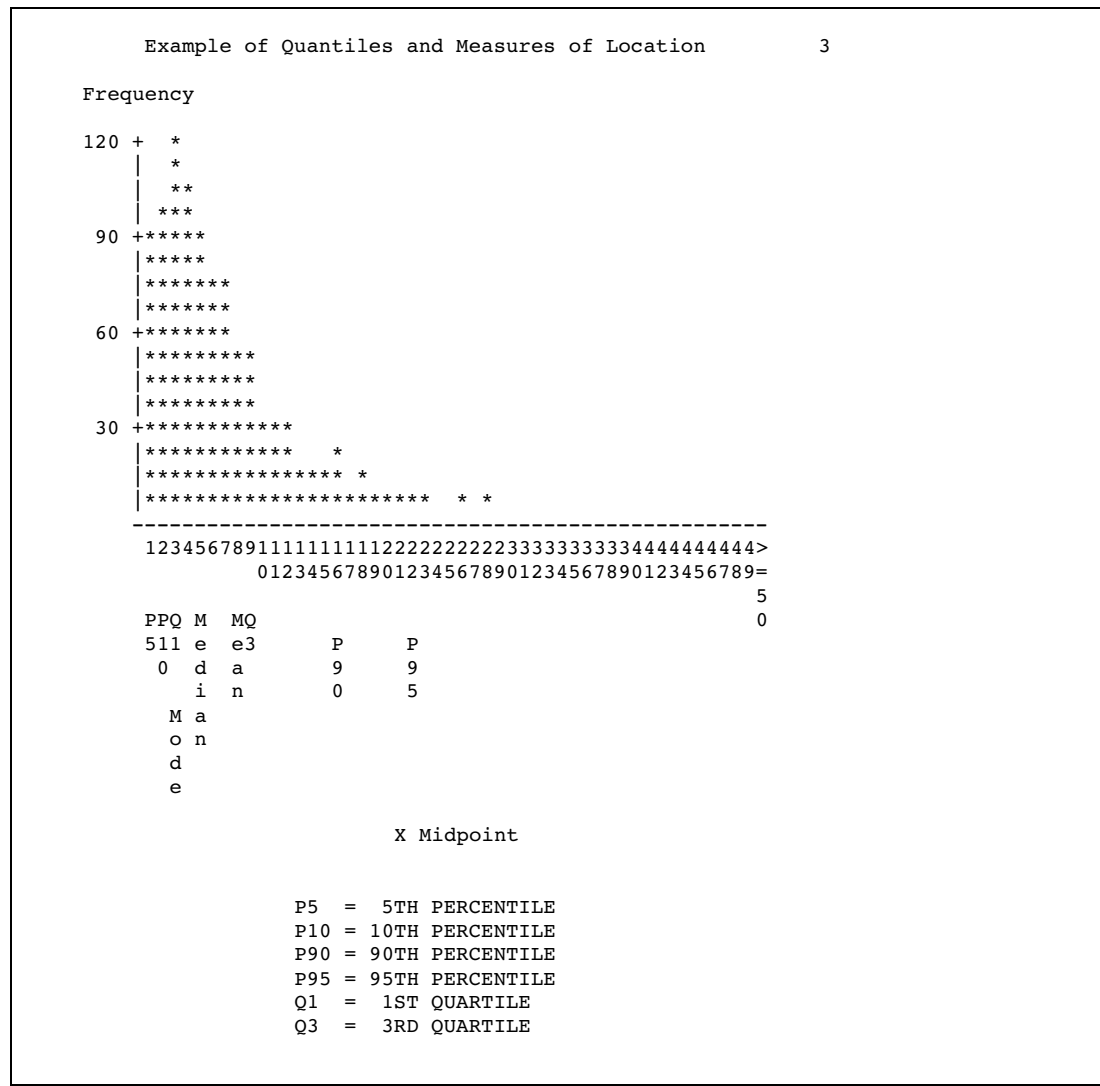 Example of Quantiles and Measures of Location          3
Frequency
120 +  *
    |  *
    |  **
    | ***
 90 +*****
    |*****
    |*******
    |*******
 60 +*******
    |*********
    |*********
    |*********
 30 +************
    |************   *
    |**************** *
    |***********************  * *
    ---------------------------------------------------
     1234567891111111111222222222233333333334444444444>
              0123456789012345678901234567890123456789=
                                                      5
     PPQ M  MQ                                        0
     511 e  e3      P     P
      0  d  a       9     9
         i  n       0     5
       M a
       o n
       d
       e
X Midpoint
P5  =  5TH PERCENTILE
P10 = 10TH PERCENTILE
P90 = 90TH PERCENTILE
P95 = 95TH PERCENTILE
Q1  =  1ST QUARTILE
Q3  =  3RD QUARTILE